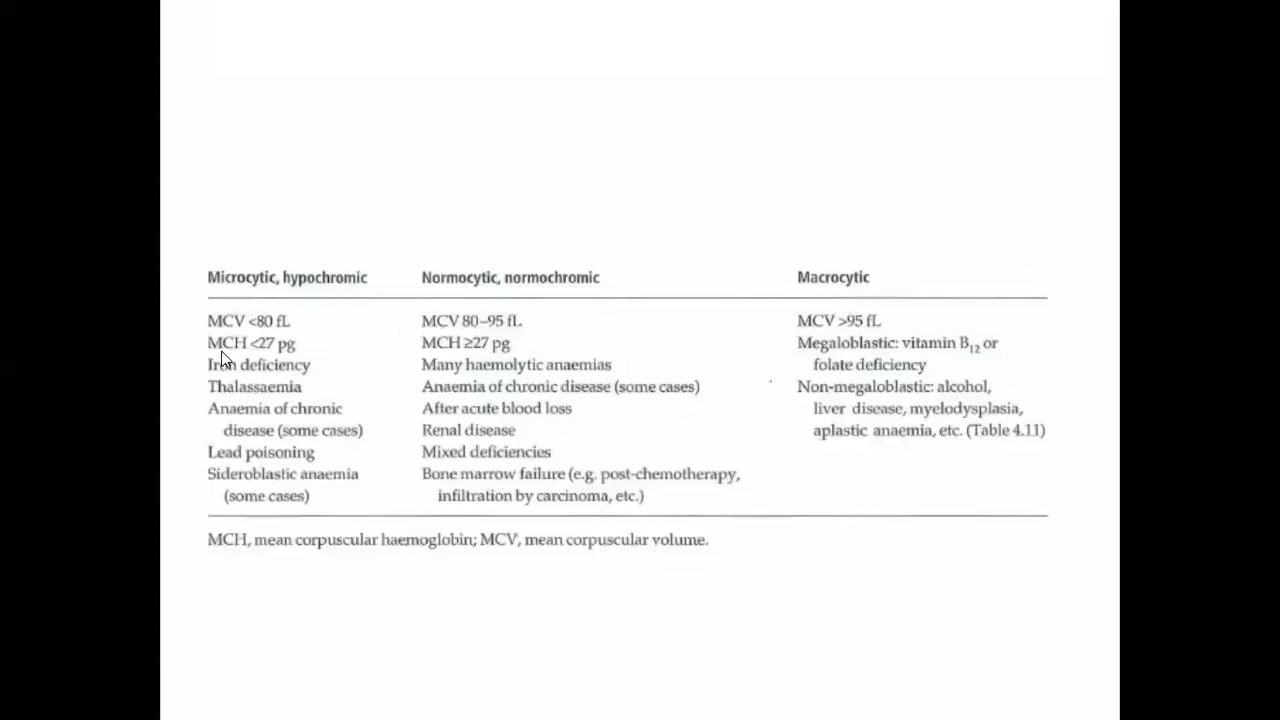 Microcytic, hypochromic
MCV <80 fL
MCH <27 pg
Iron deficiency
Thalassaemia
Anaemia of chronic
disease (some cases)
Lead poisoning
Sideroblastic anaemia
(some cases)
Normocytic, normochromic
MCV 80–95 fL
MCH ≥27 pg
Many haemolytic anaemias
Anaemia of chronic disease (some cases)
After acute blood loss
Renal disease
Mixed deficiencies
Bone marrow failure (e.g. post-chemotherapy,
infiltration by carcinoma, etc.)
Macrocytic
MCV >95 fL
Megaloblastic: vitamin B₁₂ or
folate deficiency
Non-megaloblastic: alcohol,
liver disease, myelodysplasia,
aplastic anaemia, etc. (Table 4.11)
MCH, mean corpuscular haemoglobin; MCV, mean corpuscular volume.